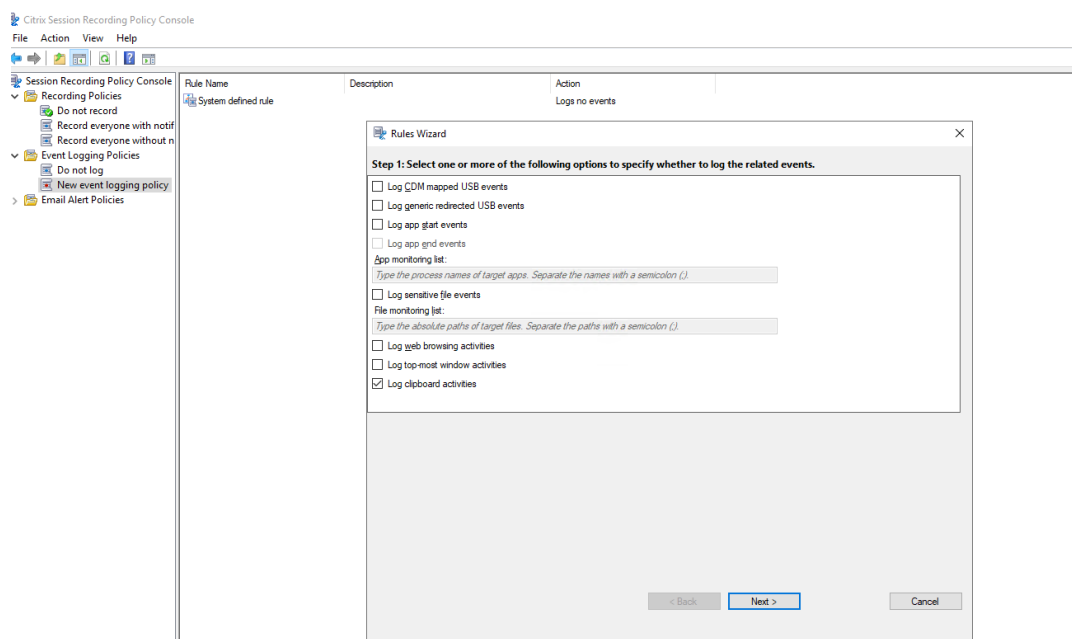 Citrix Session Recording Policy Console
File Action View Help
Session Recording Policy Console
Recording Policies
Do not record
Record everyone with notif
Record everyone without n
Event Logging Policies
Do not log
New event logging policy
Email Alert Policies
Rule Name Description Action
System defined rule Logs no events
Rules Wizard
Step 1: Select one or more of the following options to specify whether to log the related events.
Log CDM mapped USB events
Log generic redirected USB events
Log app start events
Log app end events
App monitoring list:
Type the process names of target apps. Separate the names with a semicolon (;).
Log sensitive file events
File monitoring list:
Type the absolute paths of target files. Separate the paths with a semicolon (;).
Log web browsing activities
Log top-most window activities
Log clipboard activities
< Back Next > Cancel